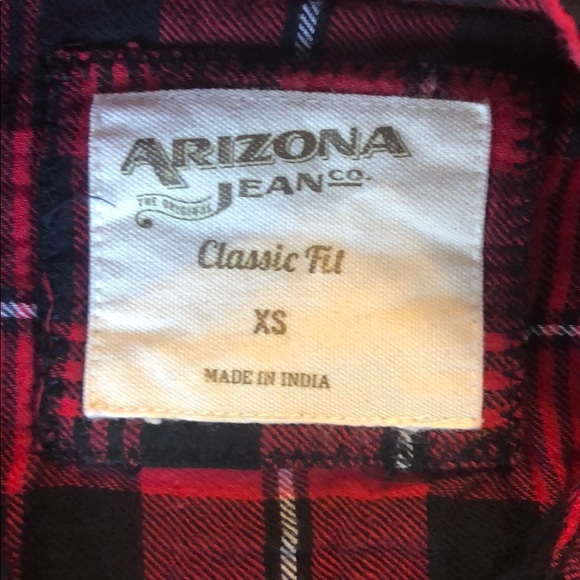 ARIZONA
JEAN CO.
THE ORIGINAL
Classic Fit
XS
MADE IN INDIA